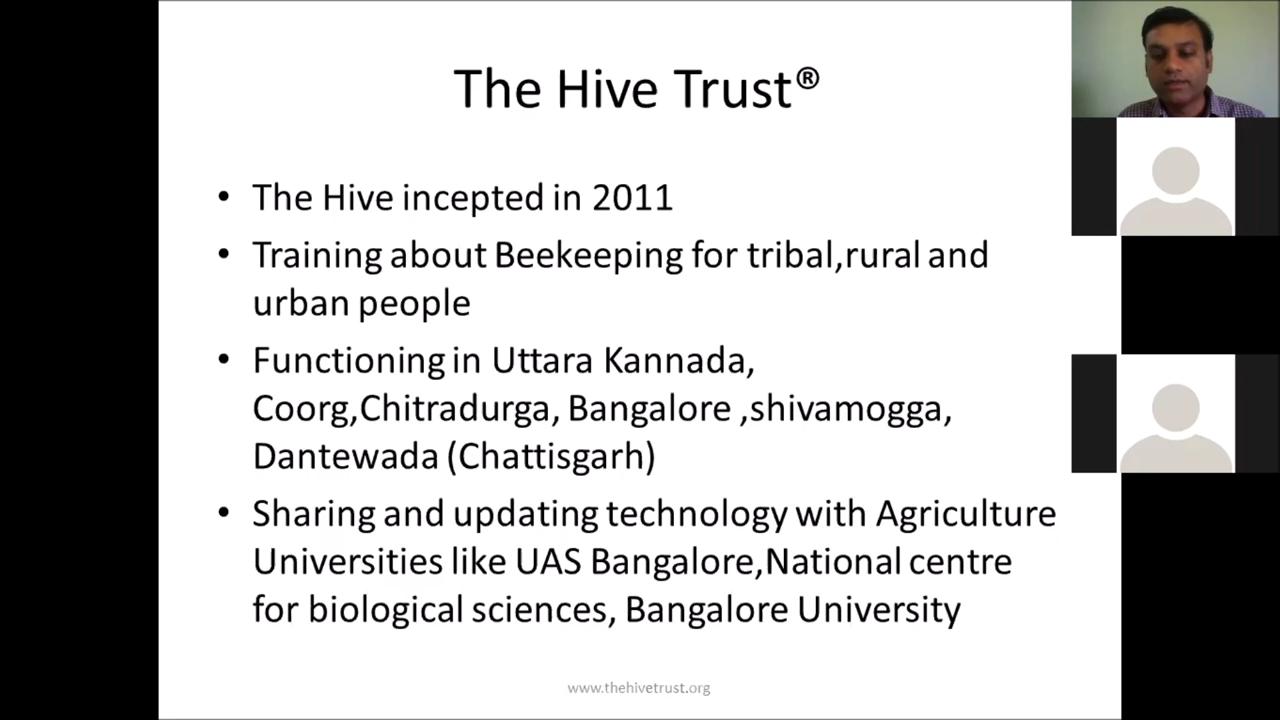 The Hive Trust®
• The Hive incepted in 2011
• Training about Beekeeping for tribal,rural and
urban people
• Functioning in Uttara Kannada,
Coorg,Chitradurga, Bangalore ,shivamogga,
Dantewada (Chattisgarh)
• Sharing and updating technology with Agriculture
Universities like UAS Bangalore,National centre
for biological sciences, Bangalore University
www.thehivetrust.org